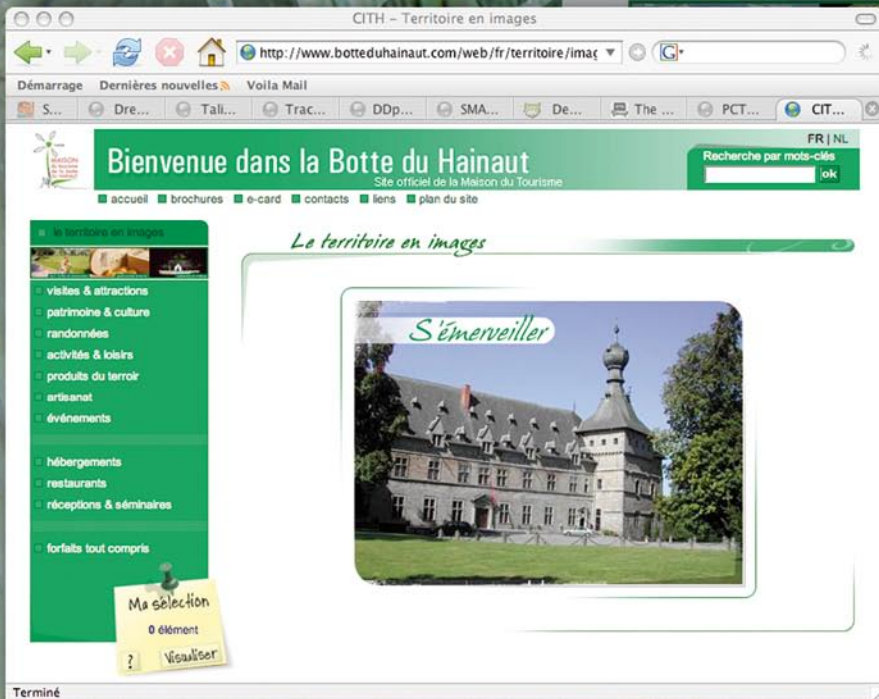 CITH – Territoire en images
http://www.botteduhainaut.com/web/fr/territoire/imag
G
Démarrage Dernières nouvelles Voila Mail
S... Dre... Tali... Trac... DDp... SMA... De... The ... PCT... CIT...
FR | NL
MAISON
Bienvenue dans la Botte du Hainaut
Site officiel de la Maison du Tourisme
Recherche par mots-clés
ok
accueil brochures e-card contacts liens plan du site
le territoire en images
Le territoire en images
visites & attractions
patrimoine & culture
randonnées
activités & loisirs
produits du terroir
artisanat
événements
hébergements
restaurants
réceptions & séminaires
forfaits tout compris
S'émerveiller
Ma sélection
0 élément
? Visualiser
Terminé